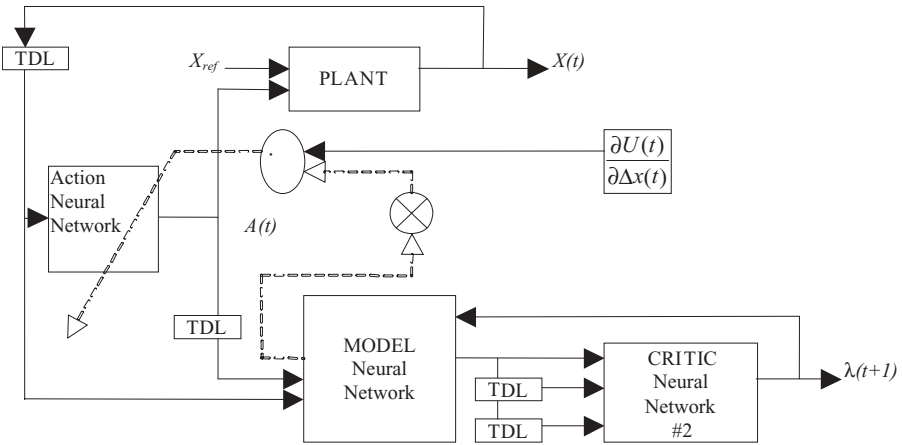 TDL
X_ref
PLANT
X(t)
∂U(t)
∂Δx(t)
Action
Neural
Network
A(t)
TDL
MODEL
Neural
Network
TDL
TDL
CRITIC
Neural
Network
#2
λ(t+1)